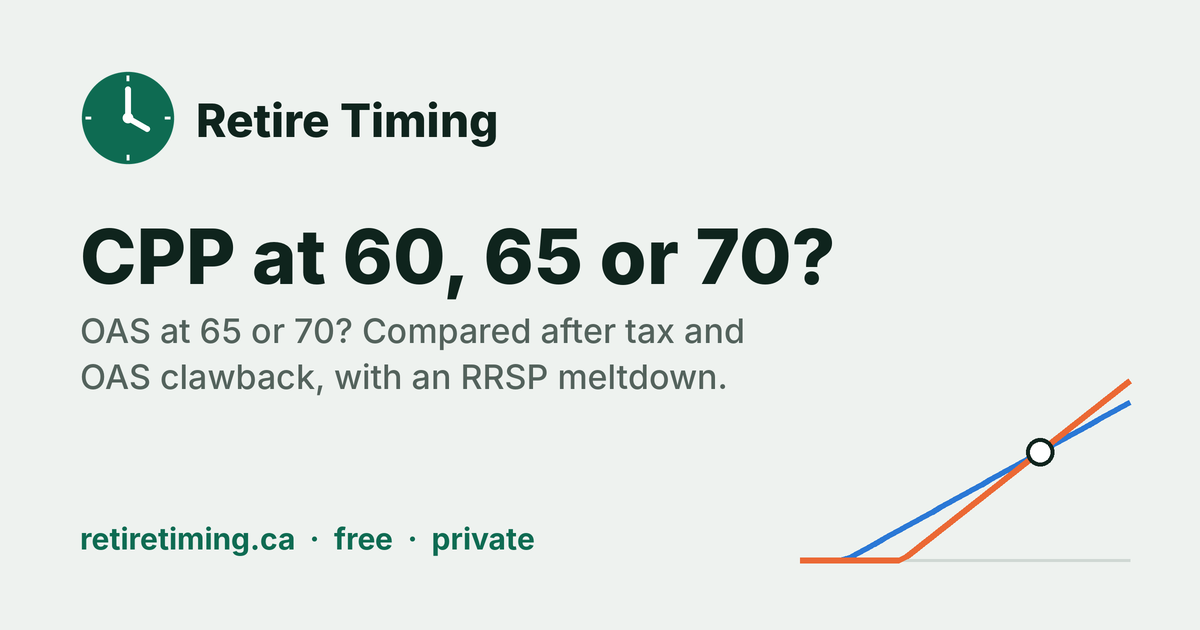 Retire Timing
CPP at 60, 65 or 70?
OAS at 65 or 70? Compared after tax and
OAS clawback, with an RRSP meltdown.
retiretiming.ca · free · private